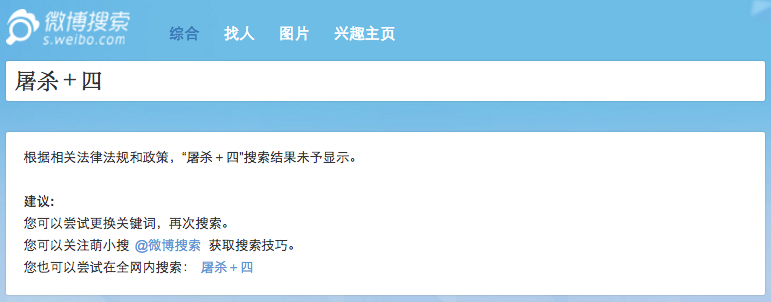 微博搜索
s.weibo.com
综合 找人 图片 兴趣主页
屠杀+四
根据相关法律法规和政策，“屠杀+四”搜索结果未予显示。
建议:
您可以尝试更换关键词，再次搜索。
您可以关注萌小搜 @微博搜索 获取搜索技巧。
您也可以尝试在全网内搜索： 屠杀+四